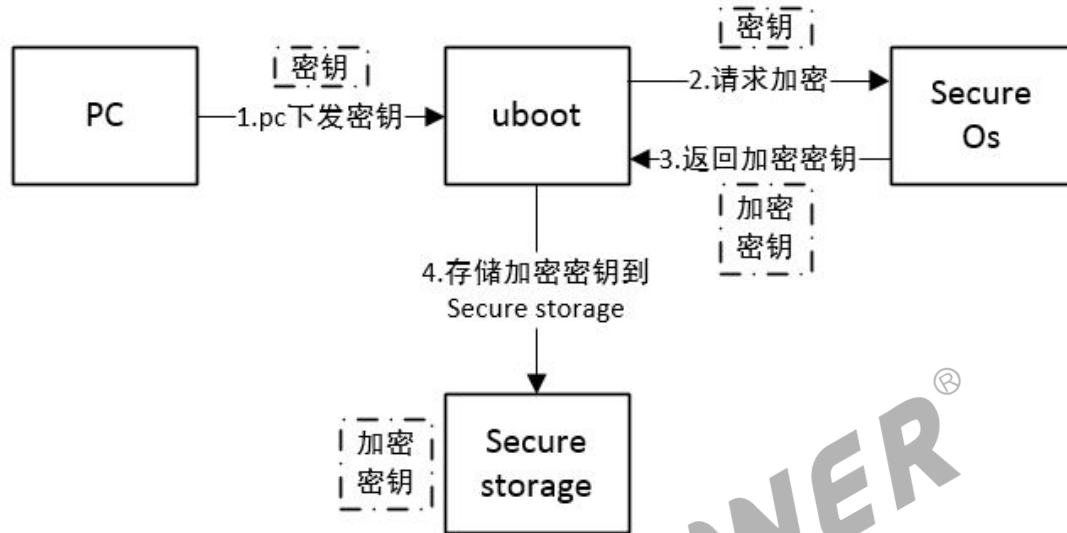 密钥
密钥
PC
1.pc下发密钥
uboot
2.请求加密
Secure
Os
3.返回加密密钥
加密
密钥
4.存储加密密钥到
Secure storage
加密
密钥
Secure
storage
NER®